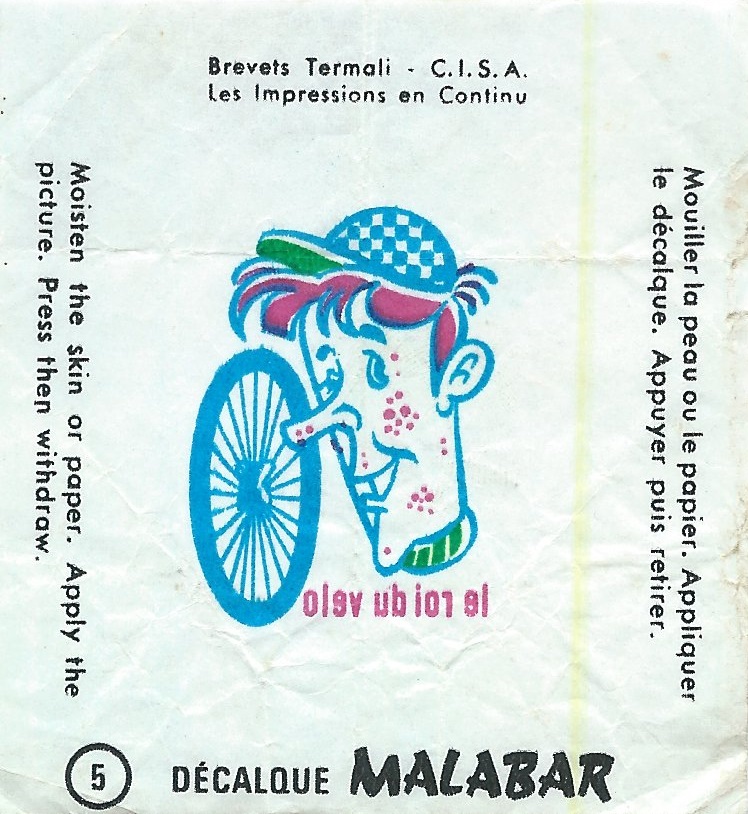 Brevets Termali - C.I.S.A.
Les Impressions en Continu
Moisten the skin or paper. Apply the
picture. Press then withdraw.
Mouiller la peau ou le papier. Appliquer
le décalque. Appuyer puis retirer.
le roi du velo
5 DÉCALQUE MALABAR